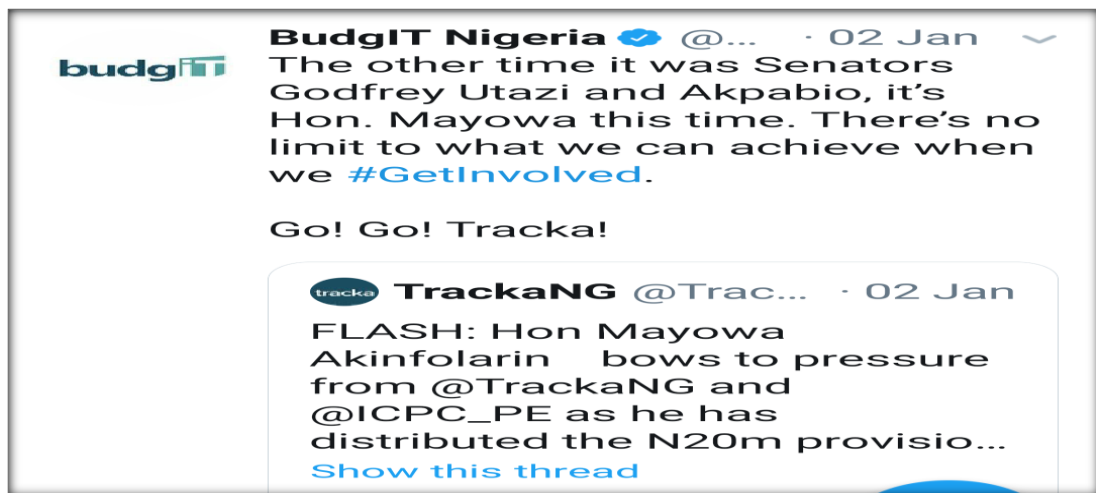 budgIT
BudgIT Nigeria @... · 02 Jan
The other time it was Senators
Godfrey Utazi and Akpabio, it’s
Hon. Mayowa this time. There’s no
limit to what we can achieve when
we #GetInvolved.
Go! Go! Tracka!
tracka TrackaNG @Trac... · 02 Jan
FLASH: Hon Mayowa
Akinfolarin bows to pressure
from @TrackaNG and
@ICPC_PE as he has
distributed the N20m provisio...
Show this thread